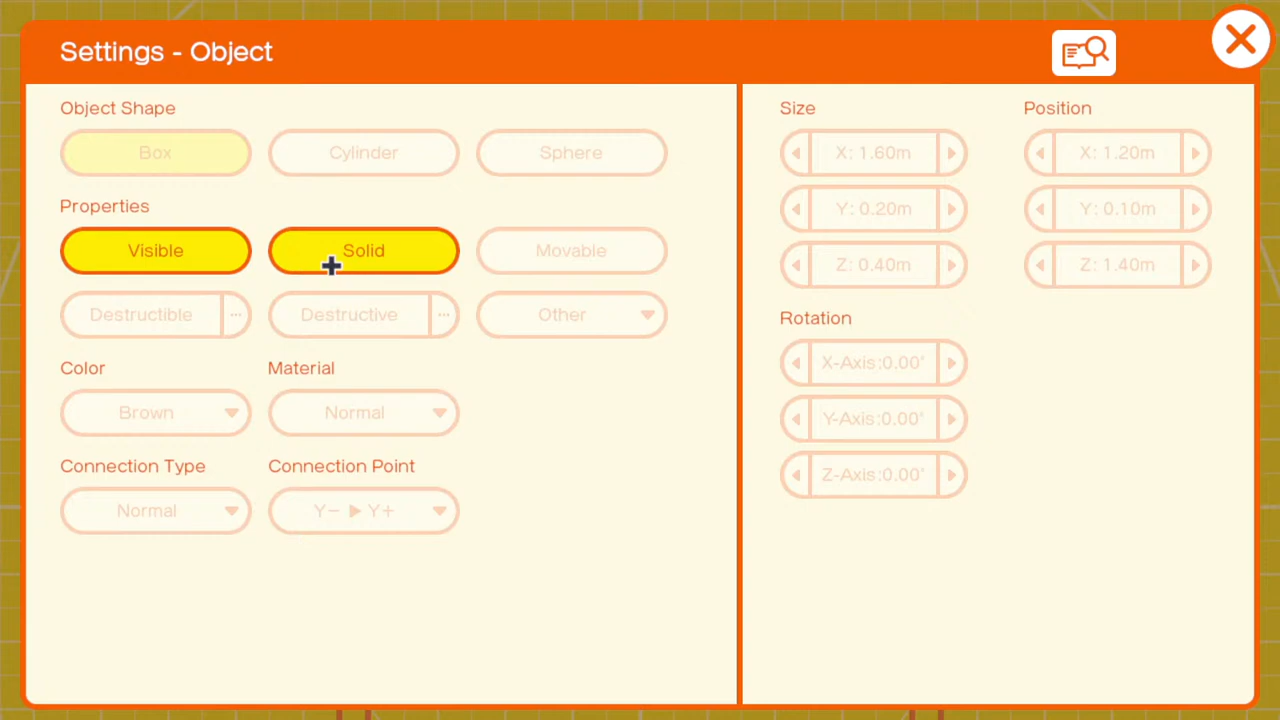 Settings - Object
Object Shape
Box Cylinder Sphere
Properties
Visible Solid Movable
Destructible ... Destructive ... Other
Color Material
Brown Normal
Connection Type Connection Point
Normal Y− ▶ Y+
Size Position
X: 1.60m X: 1.20m
Y: 0.20m Y: 0.10m
Z: 0.40m Z: 1.40m
Rotation
X-Axis:0.00°
Y-Axis:0.00°
Z-Axis:0.00°